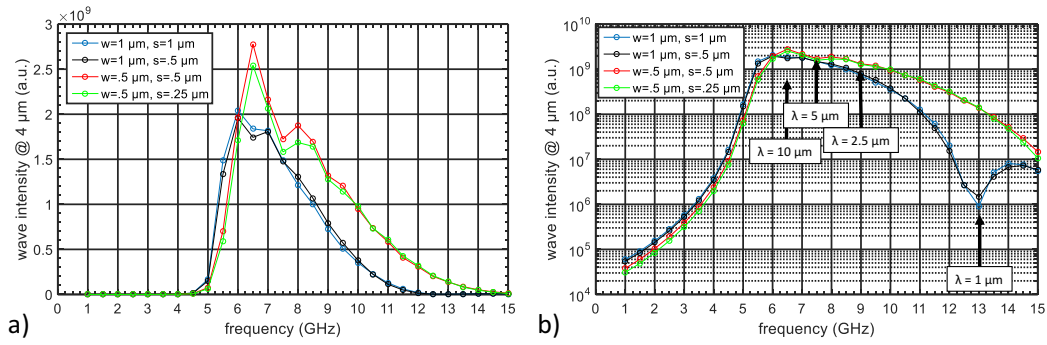 ×10⁹
3
2.5
2
1.5
1
0.5
0
0 1 2 3 4 5 6 7 8 9 10 11 12 13 14 15
wave intensity @ 4 µm (a.u.)
frequency (GHz)
w=1 µm, s=1 µm
w=1 µm, s=.5 µm
w=.5 µm, s=.5 µm
w=.5 µm, s=.25 µm
a)
10¹⁰
10⁹
10⁸
10⁷
10⁶
10⁵
10⁴
0 1 2 3 4 5 6 7 8 9 10 11 12 13 14 15
wave intensity @ 4 µm (a.u.)
frequency (GHz)
w=1 µm, s=1 µm
w=1 µm, s=.5 µm
w=.5 µm, s=.5 µm
w=.5 µm, s=.25 µm
λ = 5 µm
λ = 10 µm
λ = 2.5 µm
λ = 1 µm
b)